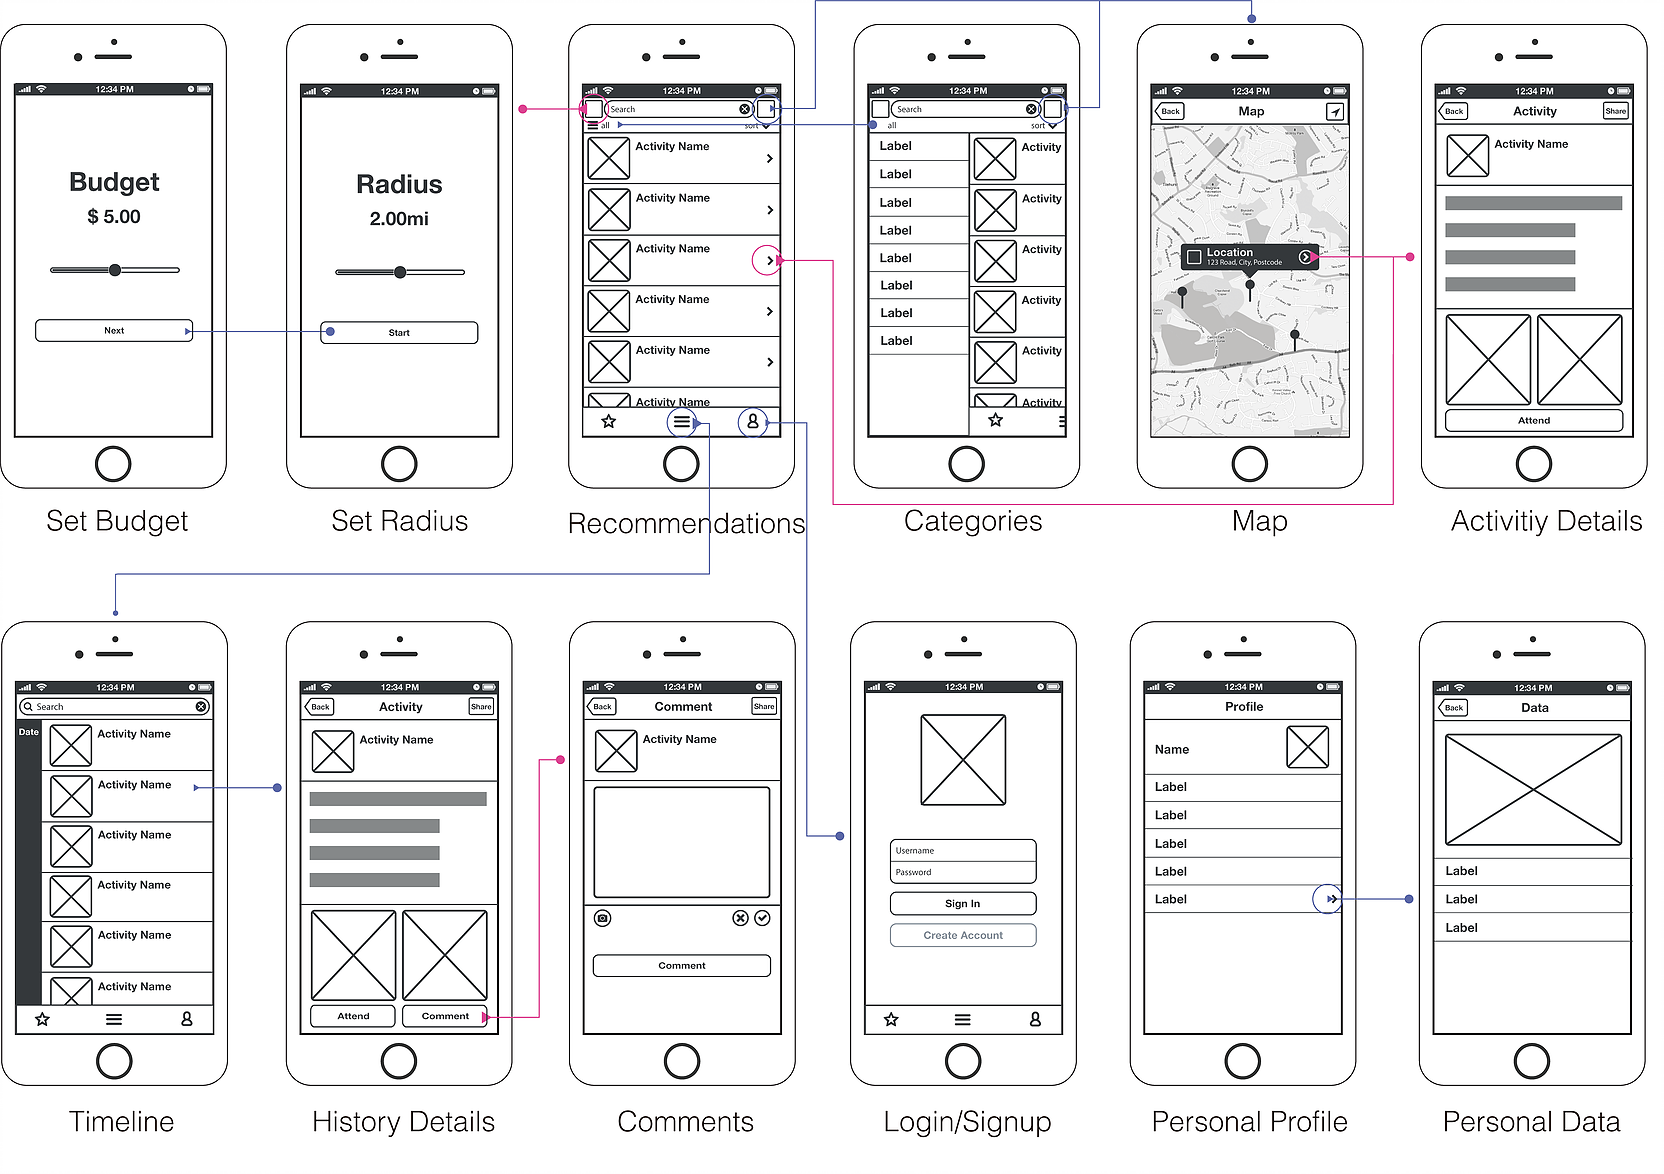 12:34 PM
Budget
$ 5.00
Next
Set Budget
12:34 PM
Radius
2.00mi
Start
Set Radius
12:34 PM
Search
all sort
Activity Name
Activity Name
Activity Name
Activity Name
Activity Name
Activity Name
Recommendations
12:34 PM
Search
all sort
Label
Label
Label
Label
Label
Label
Label
Label
Activity
Activity
Activity
Activity
Activity
Activity
Categories
12:34 PM
Back Map
Location
123 Road, City, Postcode
Map
12:34 PM
Back Activity Share
Activity Name
Attend
Activitiy Details
12:34 PM
Search
Date
Activity Name
Activity Name
Activity Name
Activity Name
Activity Name
Activity Name
Timeline
12:34 PM
Back Activity Share
Activity Name
Attend Comment
History Details
12:34 PM
Back Comment Share
Activity Name
Comment
Comments
12:34 PM
Username
Password
Sign In
Create Account
Login/Signup
12:34 PM
Profile
Name
Label
Label
Label
Label
Label
Personal Profile
12:34 PM
Back Data
Label
Label
Label
Personal Data